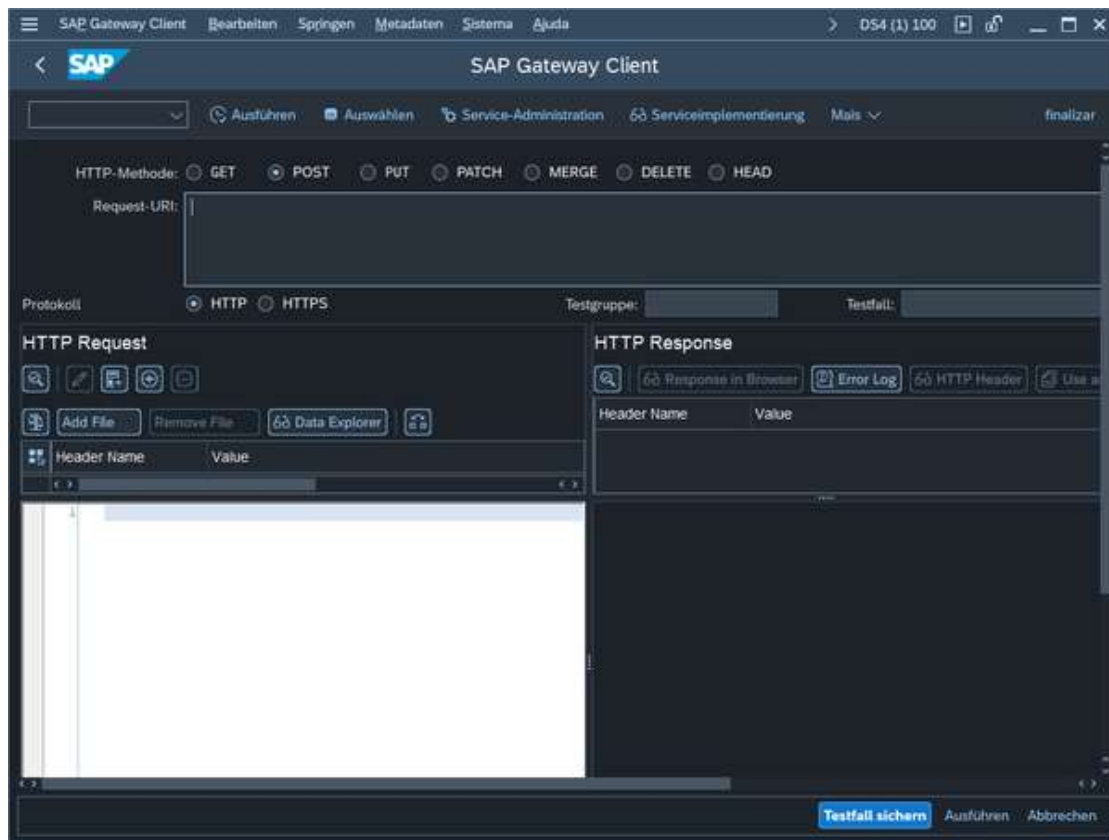 SAP Gateway Client Bearbeiten Springen Metadaten Sistema Ajuda DS4 (1) 100
SAP SAP Gateway Client
Ausführen Auswählen Service-Administration Serviceimplementierung Mais finalizar
HTTP-Methode: GET POST PUT PATCH MERGE DELETE HEAD
Request-URI:
Protokoll HTTP HTTPS Testgruppe: Testfall:
HTTP Request HTTP Response
Response in Browser Error Log HTTP Header Use a
Add File Remove File Data Explorer Header Name Value
Header Name Value
1
Testfall sichern Ausführen Abbrechen